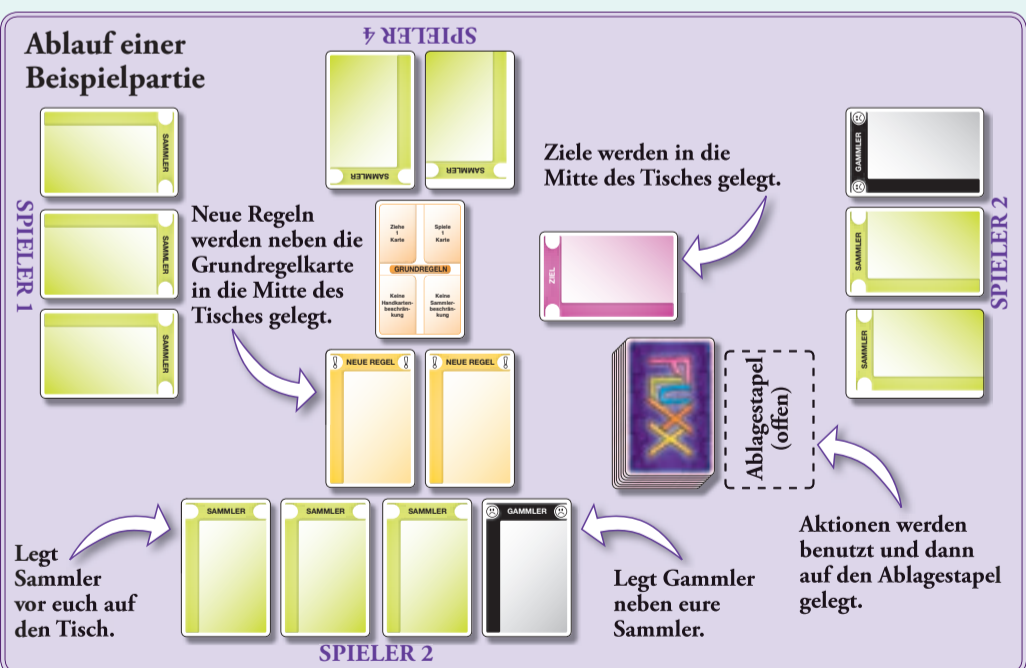 Ablauf einer
Beispielpartie
SPIELER 4
SAMMLER
SAMMLER
SPIELER 1
SAMMLER
SAMMLER
SAMMLER
Neue Regeln
werden neben die
Grundregelkarte
in die Mitte des
Tisches gelegt.
Ziehe
1
Karte
Spiele
1
Karte
GRUNDREGELN
Keine
Handkarten-
beschrän-
kung
Keine
Sammler-
beschrän-
kung
Ziele werden in die
Mitte des Tisches gelegt.
ZIEL
GAMMLER
SAMMLER
SAMMLER
SPIELER 2
! NEUE REGEL !
! NEUE REGEL !
FLUXX
Ablagestapel
(offen)
Aktionen werden
benutzt und dann
auf den Ablagestapel
gelegt.
Legt
Sammler
vor euch auf
den Tisch.
SAMMLER
SAMMLER
SAMMLER
GAMMLER
Legt Gammler
neben eure
Sammler.
SPIELER 2